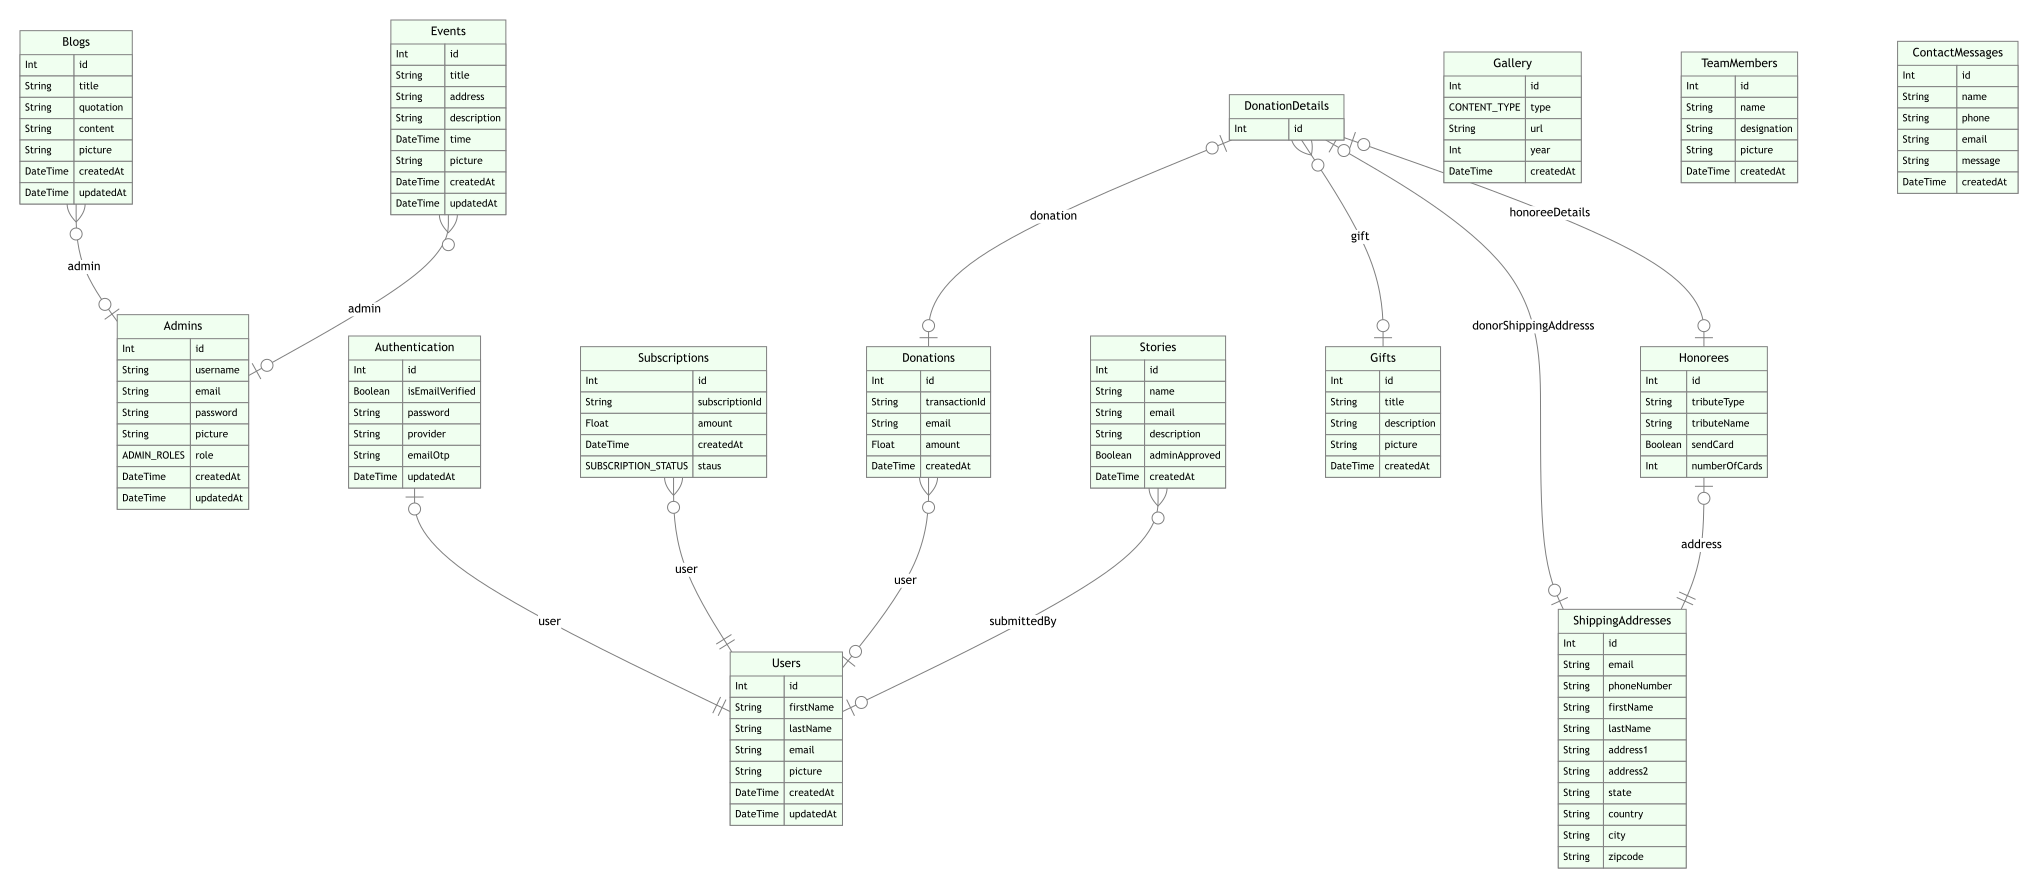 Blogs
Int id
String title
String quotation
String content
String picture
DateTime createdAt
DateTime updatedAt
Events
Int id
String title
String address
String description
DateTime time
String picture
DateTime createdAt
DateTime updatedAt
DonationDetails
Int id
Gallery
Int id
CONTENT_TYPE type
String url
Int year
DateTime createdAt
TeamMembers
Int id
String name
String designation
String picture
DateTime createdAt
ContactMessages
Int id
String name
String phone
String email
String message
DateTime createdAt
admin
admin
donation
gift
donorShippingAddresss
honoreeDetails
Admins
Int id
String username
String email
String password
String picture
ADMIN_ROLES role
DateTime createdAt
DateTime updatedAt
Authentication
Int id
Boolean isEmailVerified
String password
String provider
String emailOtp
DateTime updatedAt
Subscriptions
Int id
String subscriptionId
Float amount
DateTime createdAt
SUBSCRIPTION_STATUS staus
Donations
Int id
String transactionId
String email
Float amount
DateTime createdAt
Stories
Int id
String name
String email
String description
Boolean adminApproved
DateTime createdAt
Gifts
Int id
String title
String description
String picture
DateTime createdAt
Honorees
Int id
String tributeType
String tributeName
Boolean sendCard
Int numberOfCards
user
user
user
submittedBy
address
Users
Int id
String firstName
String lastName
String email
String picture
DateTime createdAt
DateTime updatedAt
ShippingAddresses
Int id
String email
String phoneNumber
String firstName
String lastName
String address1
String address2
String state
String country
String city
String zipcode